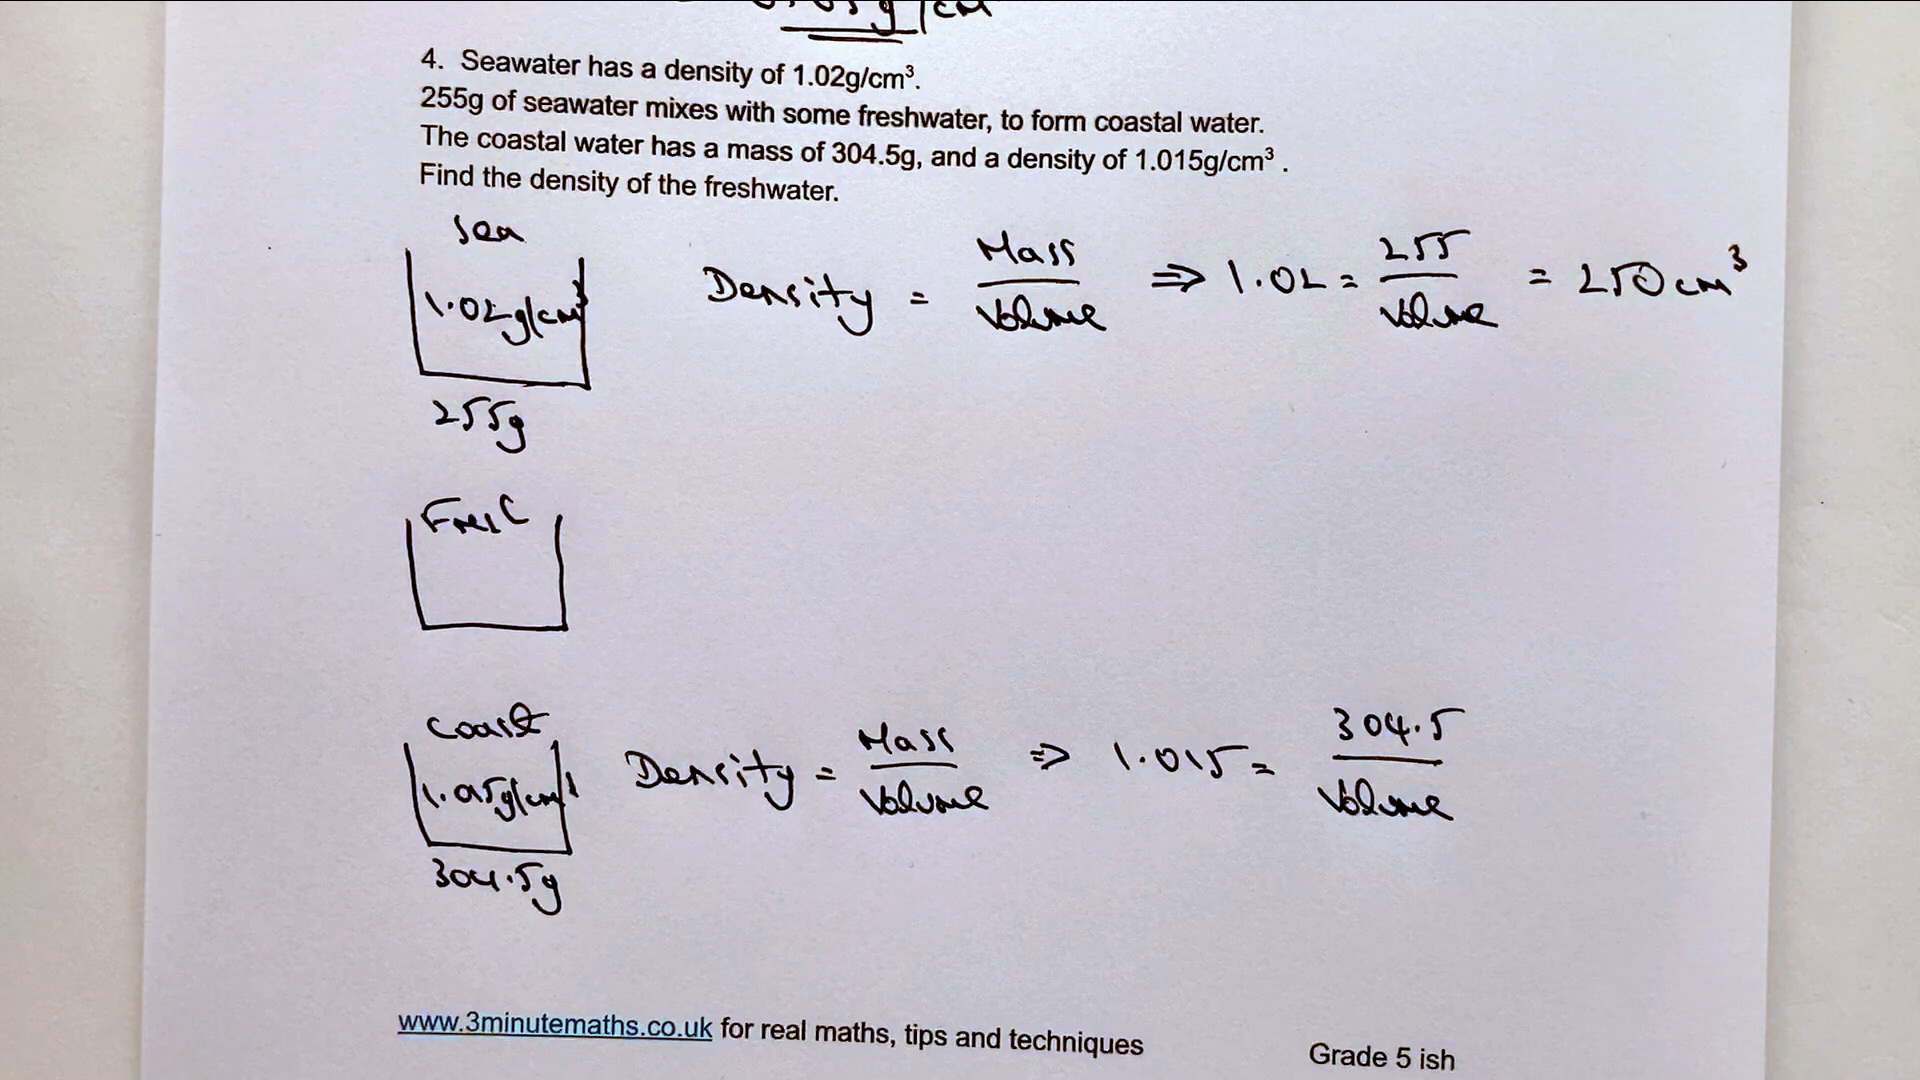 4. Seawater has a density of 1.02g/cm³.
255g of seawater mixes with some freshwater, to form coastal water.
The coastal water has a mass of 304.5g, and a density of 1.015g/cm³ .
Find the density of the freshwater.
Sea
1.02g/cm³
255g
Density = Mass / Volume ⇒ 1.02 = 255 / Volume = 250cm³
Coast
304.5g
Density = Mass / Volume ⇒ 1.015 = 304.5 / Volume
www.3minutemaths.co.uk for real maths, tips and techniques
Grade 5 ish